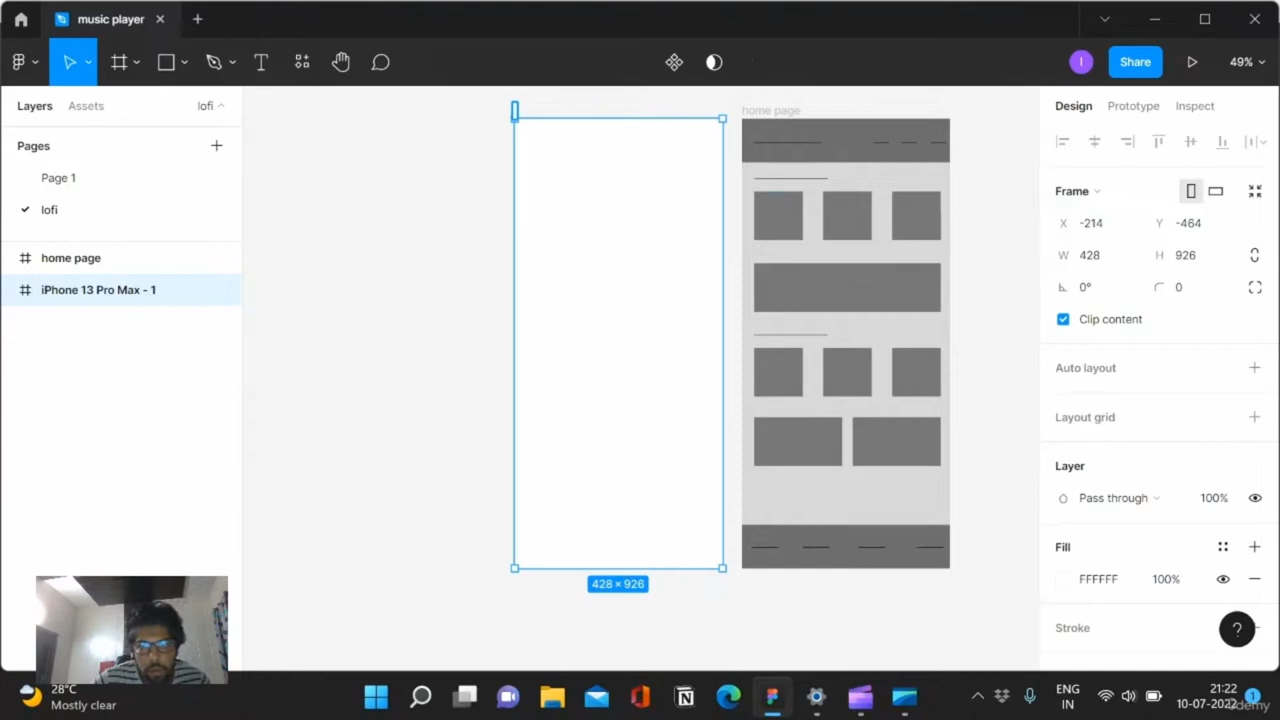 music player
Share
49%
Layers
Assets
lofi
Design
Prototype
Inspect
Pages
Page 1
lofi
home page
iPhone 13 Pro Max - 1
home page
428 × 926
Frame
X -214
Y -464
W 428
H 926
0°
0
Clip content
Auto layout
Layout grid
Layer
Pass through
100%
Fill
FFFFFF
100%
Stroke
?
28°C
Mostly clear
ENG
IN
21:22
10-07-2022
1
Udemy